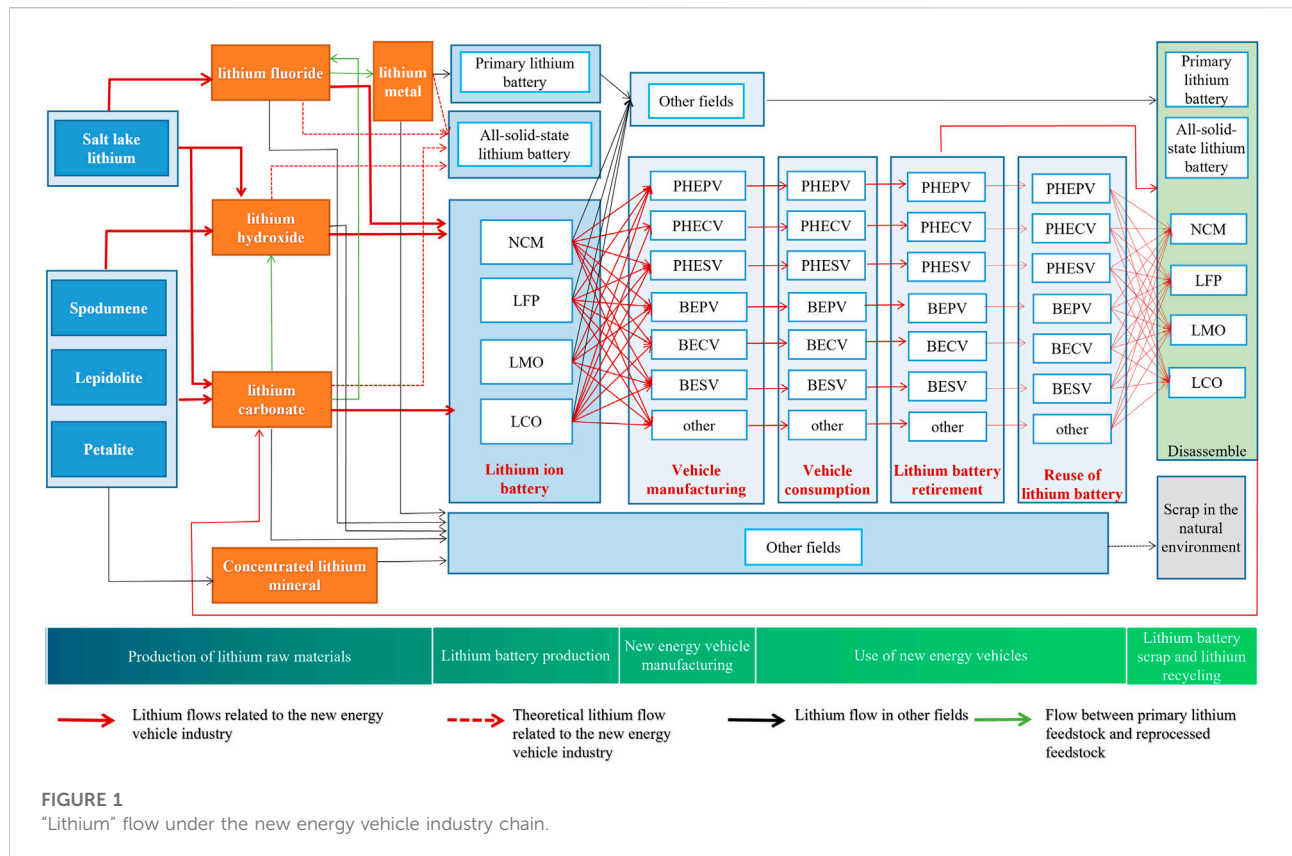 Salt lake
lithium
Spodumene
Lepidolite
Petalite
lithium fluoride
lithium
hydroxide
lithium
carbonate
Concentrated lithium
mineral
lithium
metal
Primary lithium
battery
All-solid-state
lithium battery
NCM
LFP
LMO
LCO
Lithium ion
battery
Other fields
PHEPV
PHECV
PHESV
BEPV
BECV
BESV
other
Vehicle
manufacturing
PHEPV
PHECV
PHESV
BEPV
BECV
BESV
other
Vehicle
consumption
PHEPV
PHECV
PHESV
BEPV
BECV
BESV
other
Lithium battery
retirement
PHEPV
PHECV
PHESV
BEPV
BECV
BESV
other
Reuse of
lithium battery
Primary
lithium
battery
All-solid-
state
lithium
battery
NCM
LFP
LMO
LCO
Disassemble
Other fields
Scrap in the
natural
environment
Production of lithium raw materials
Lithium battery production
New energy vehicle
manufacturing
Use of new energy vehicles
Lithium battery
scrap and lithium
recycling
Lithium flows related to the new energy
vehicle industry
Theoretical lithium flow
related to the new energy
vehicle industry
Lithium flow in other fields
Flow between primary lithium
feedstock and reprocessed
feedstock
FIGURE 1
"Lithium" flow under the new energy vehicle industry chain.